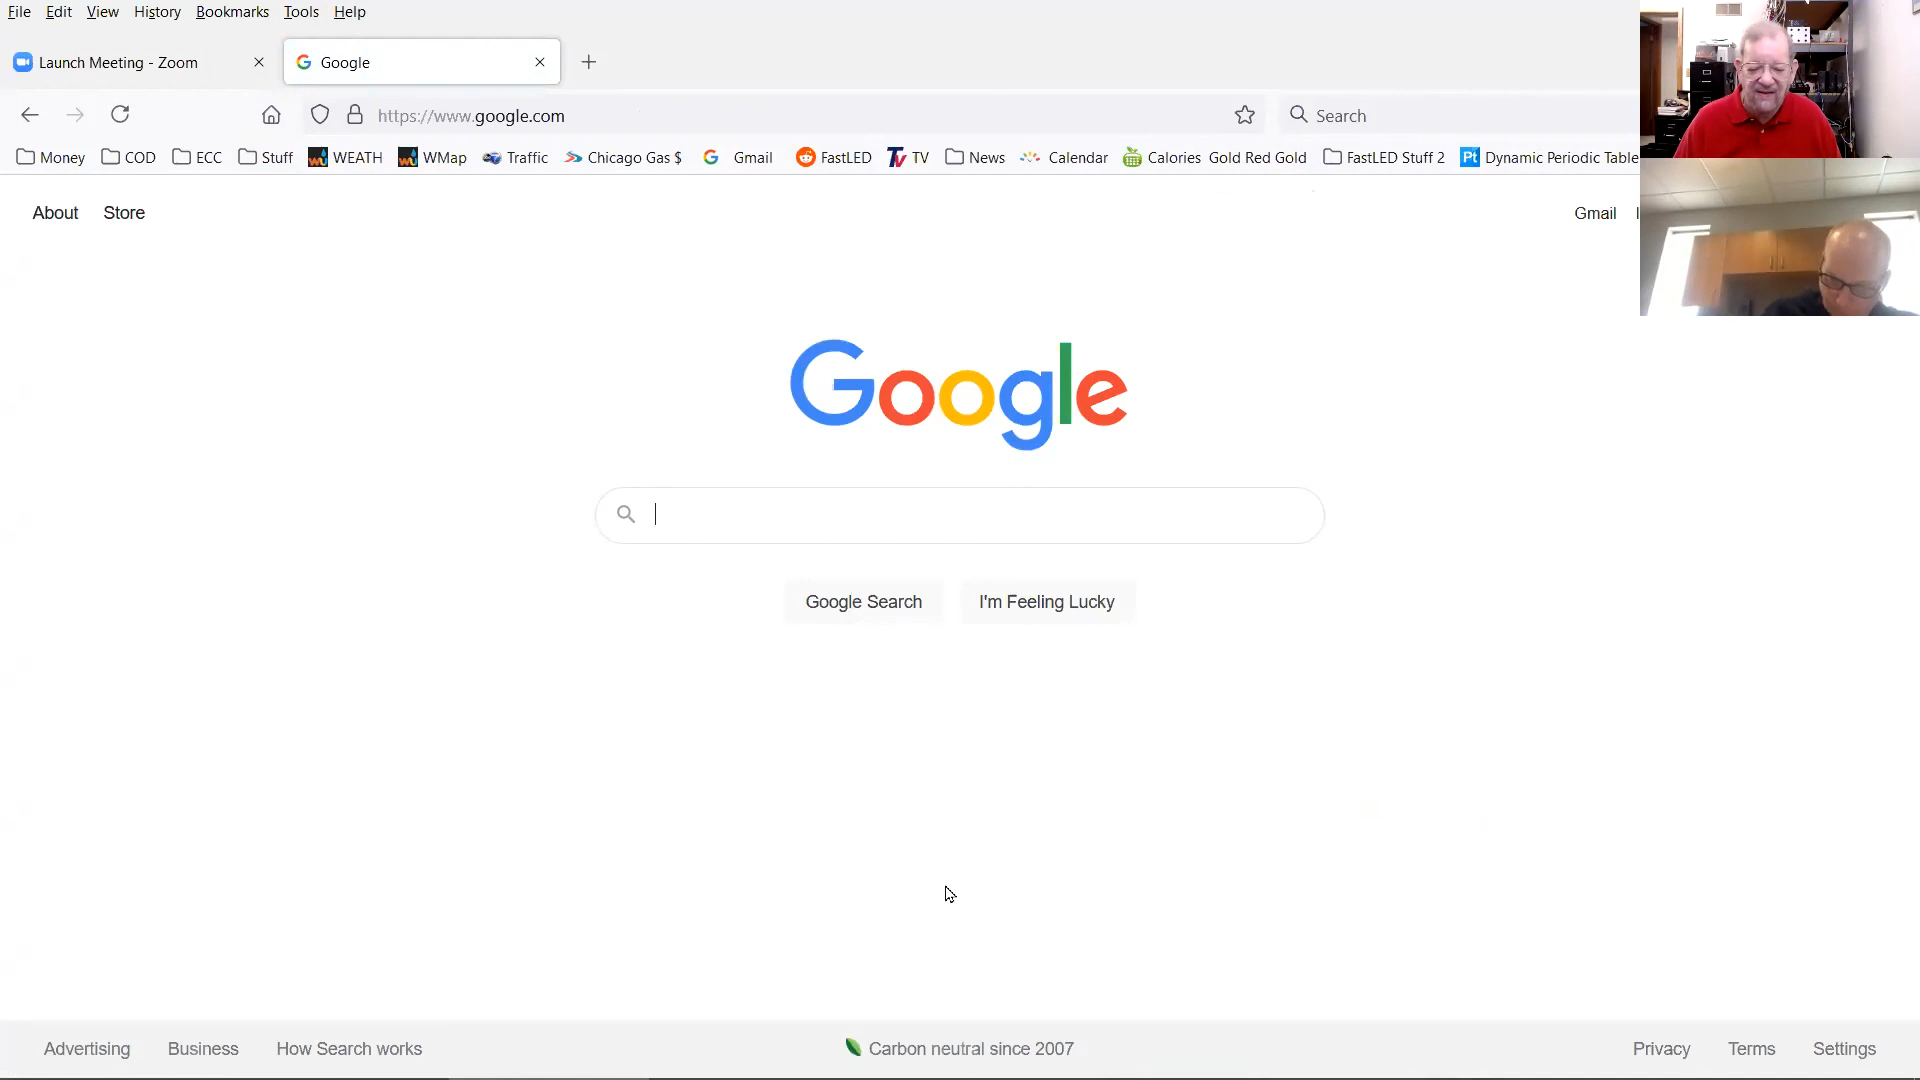 File Edit View History Bookmarks Tools Help
Launch Meeting - Zoom
Google
https://www.google.com
Search
Money COD ECC Stuff WEATH WMap Traffic Chicago Gas $ Gmail FastLED TV News Calendar Calories Gold Red Gold FastLED Stuff 2 Pt Dynamic Periodic Table
About Store
Gmail
Google
Google Search
I'm Feeling Lucky
Advertising Business How Search works
Carbon neutral since 2007
Privacy Terms Settings